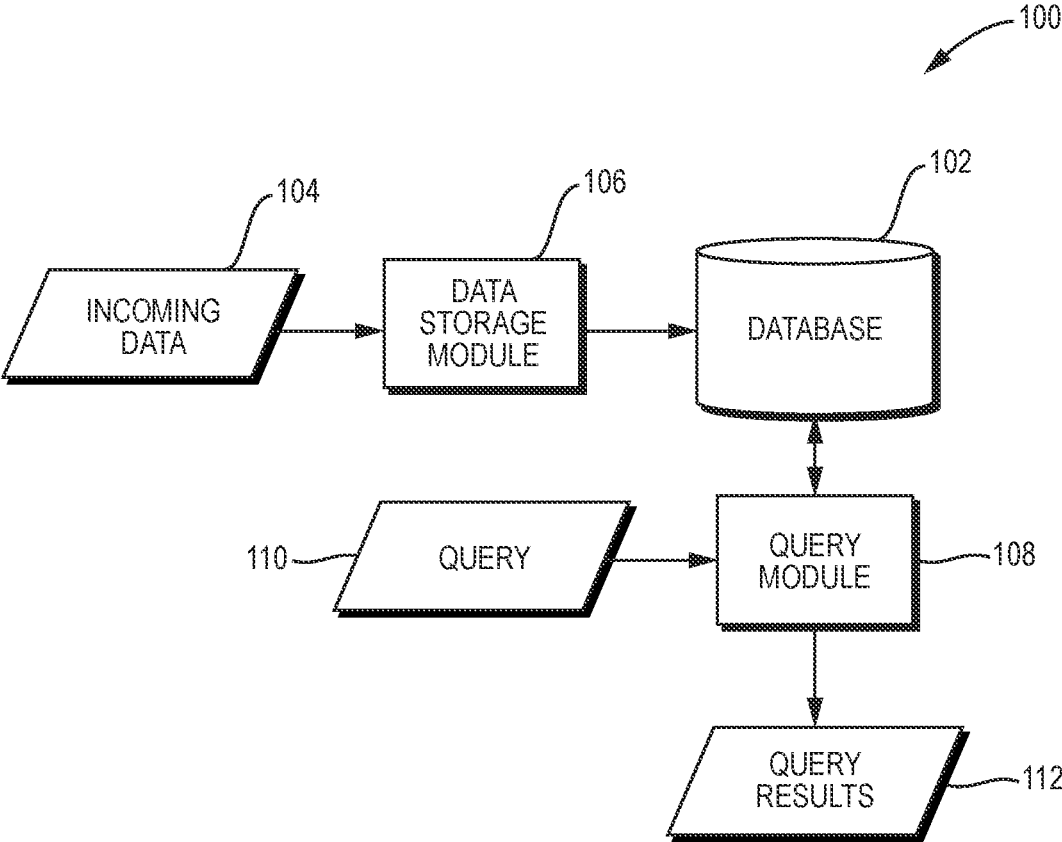 100
102
104
106
INCOMING
DATA
DATA
STORAGE
MODULE
DATABASE
110
QUERY
QUERY
MODULE
108
QUERY
RESULTS
112